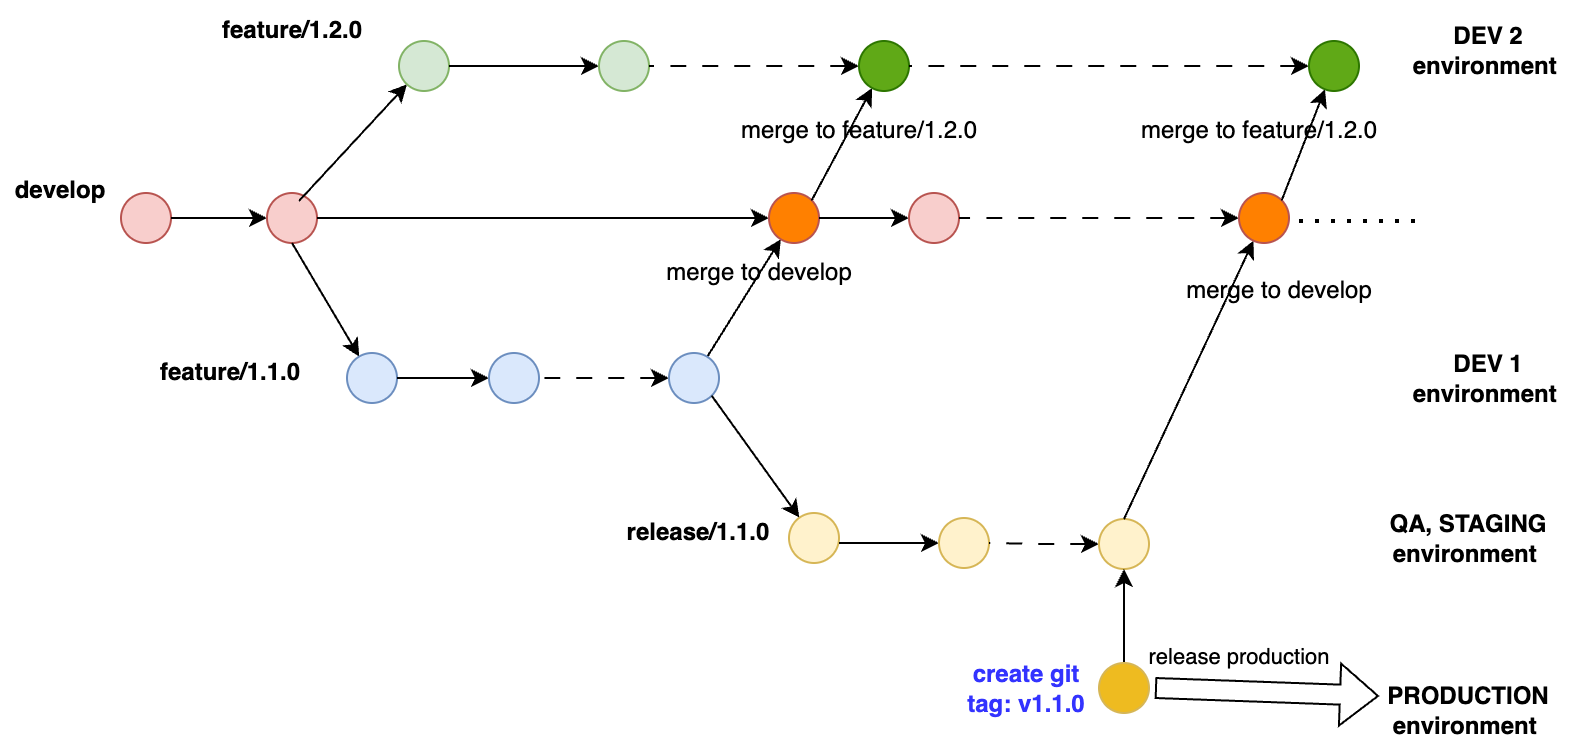 feature/1.2.0
DEV 2
environment
merge to feature/1.2.0
merge to feature/1.2.0
develop
. . . . . . . .
merge to develop
merge to develop
feature/1.1.0
DEV 1
environment
release/1.1.0
QA, STAGING
environment
create git
tag: v1.1.0
release production
PRODUCTION
environment